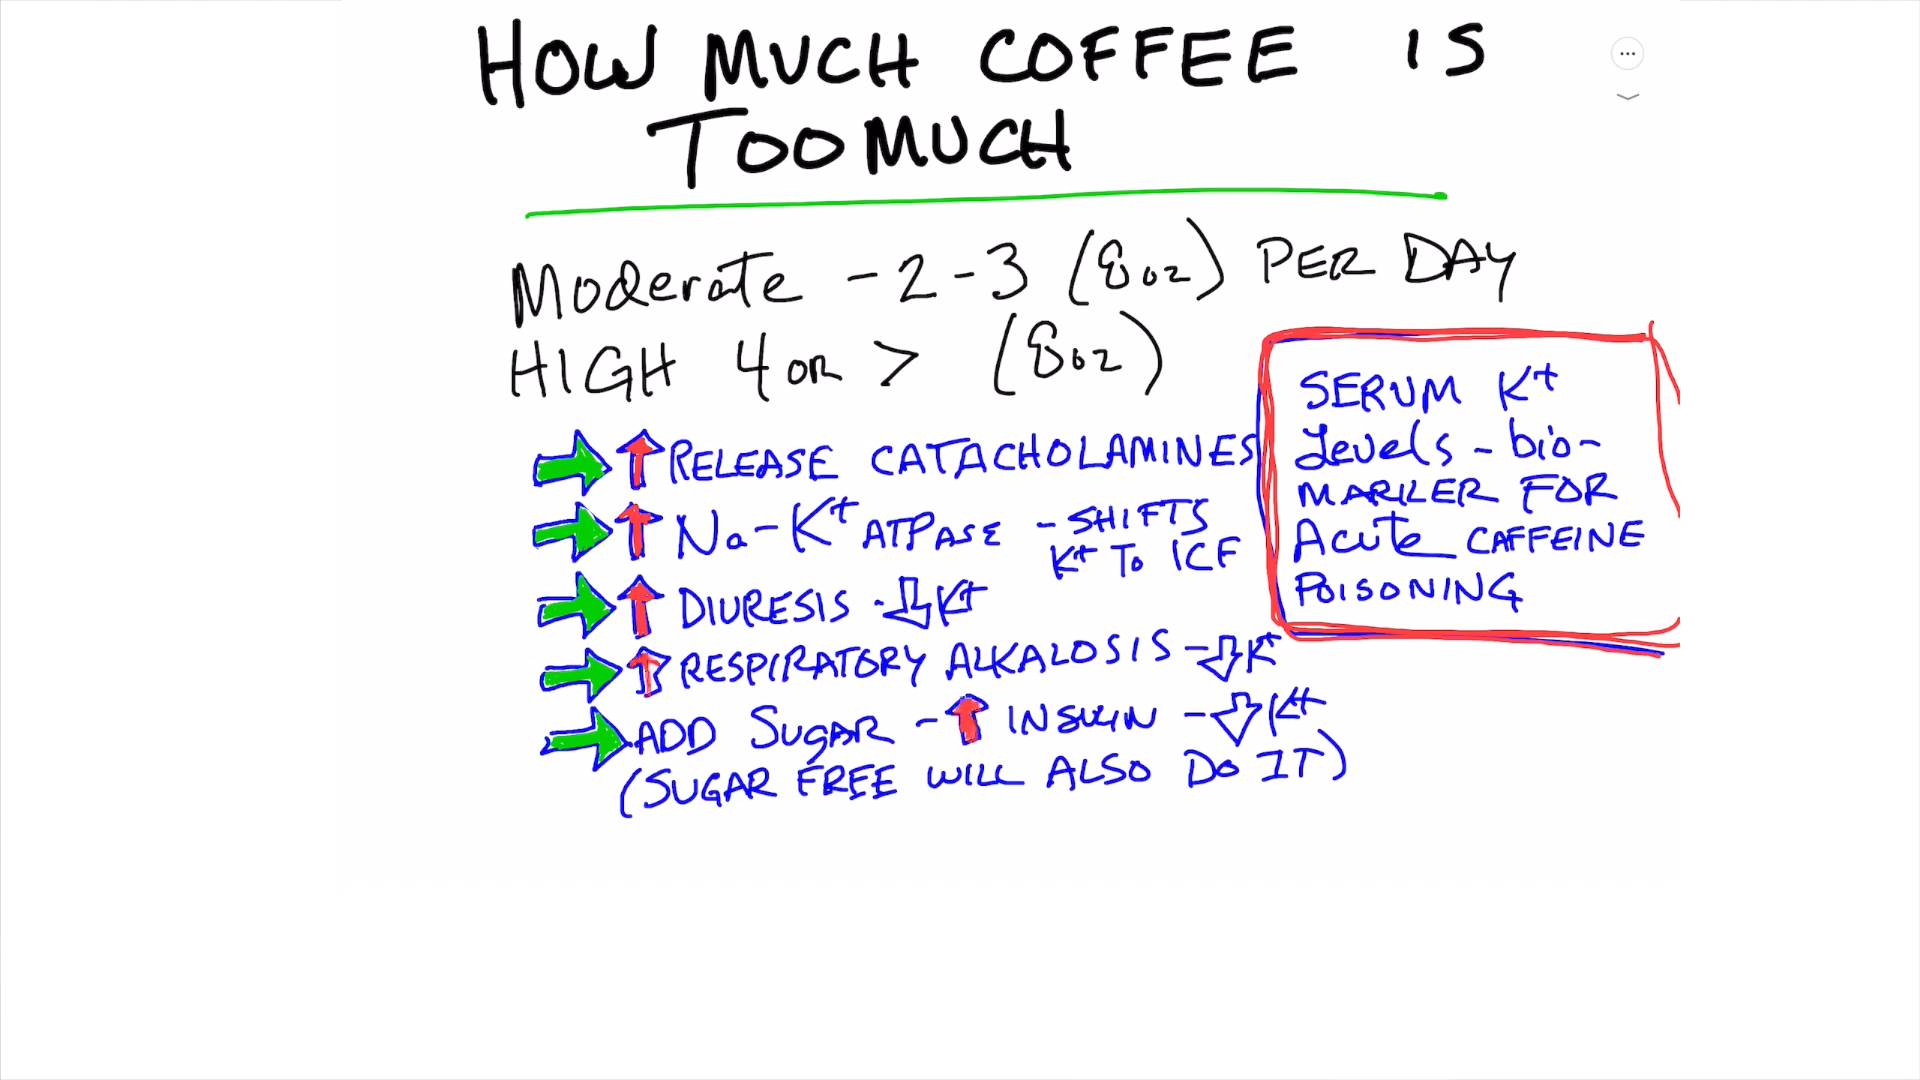 HOW MUCH COFFEE IS
TOO MUCH
Moderate - 2 - 3 (8oz) PER DAY
HIGH 4 OR > (8oz)
↑ RELEASE CATACHOLAMINES
↑ Na-K+ ATPASE - SHIFTS
K+ TO ICF
↑ DIURESIS - ↓K+
↑ RESPIRATORY ALKALOSIS - ↓K+
ADD SUGAR - ↑ INSULIN - ↓K+
(SUGAR FREE WILL ALSO DO IT)
SERUM K+
Levels - bio-
MARKER FOR
Acute CAFFEINE
POISONING